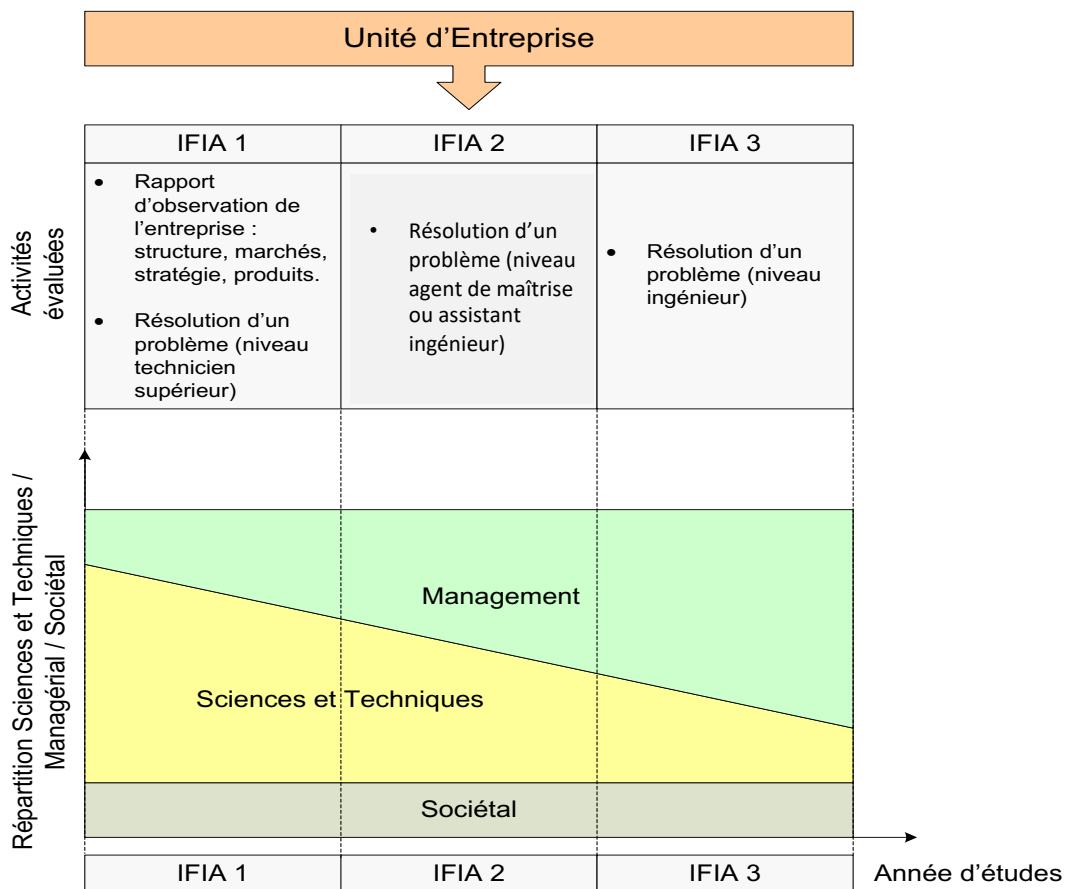 Unité d'Entreprise
IFIA 1
IFIA 2
IFIA 3
Activités
évaluées
• Rapport
d'observation de
l'entreprise :
structure, marchés,
stratégie, produits.
• Résolution d'un
problème (niveau
technicien
supérieur)
• Résolution d'un
problème (niveau
agent de maîtrise
ou assistant
ingénieur)
• Résolution d'un
problème (niveau
ingénieur)
Répartition Sciences et Techniques /
Managérial / Sociétal
Management
Sciences et Techniques
Sociétal
IFIA 1
IFIA 2
IFIA 3
Année d'études